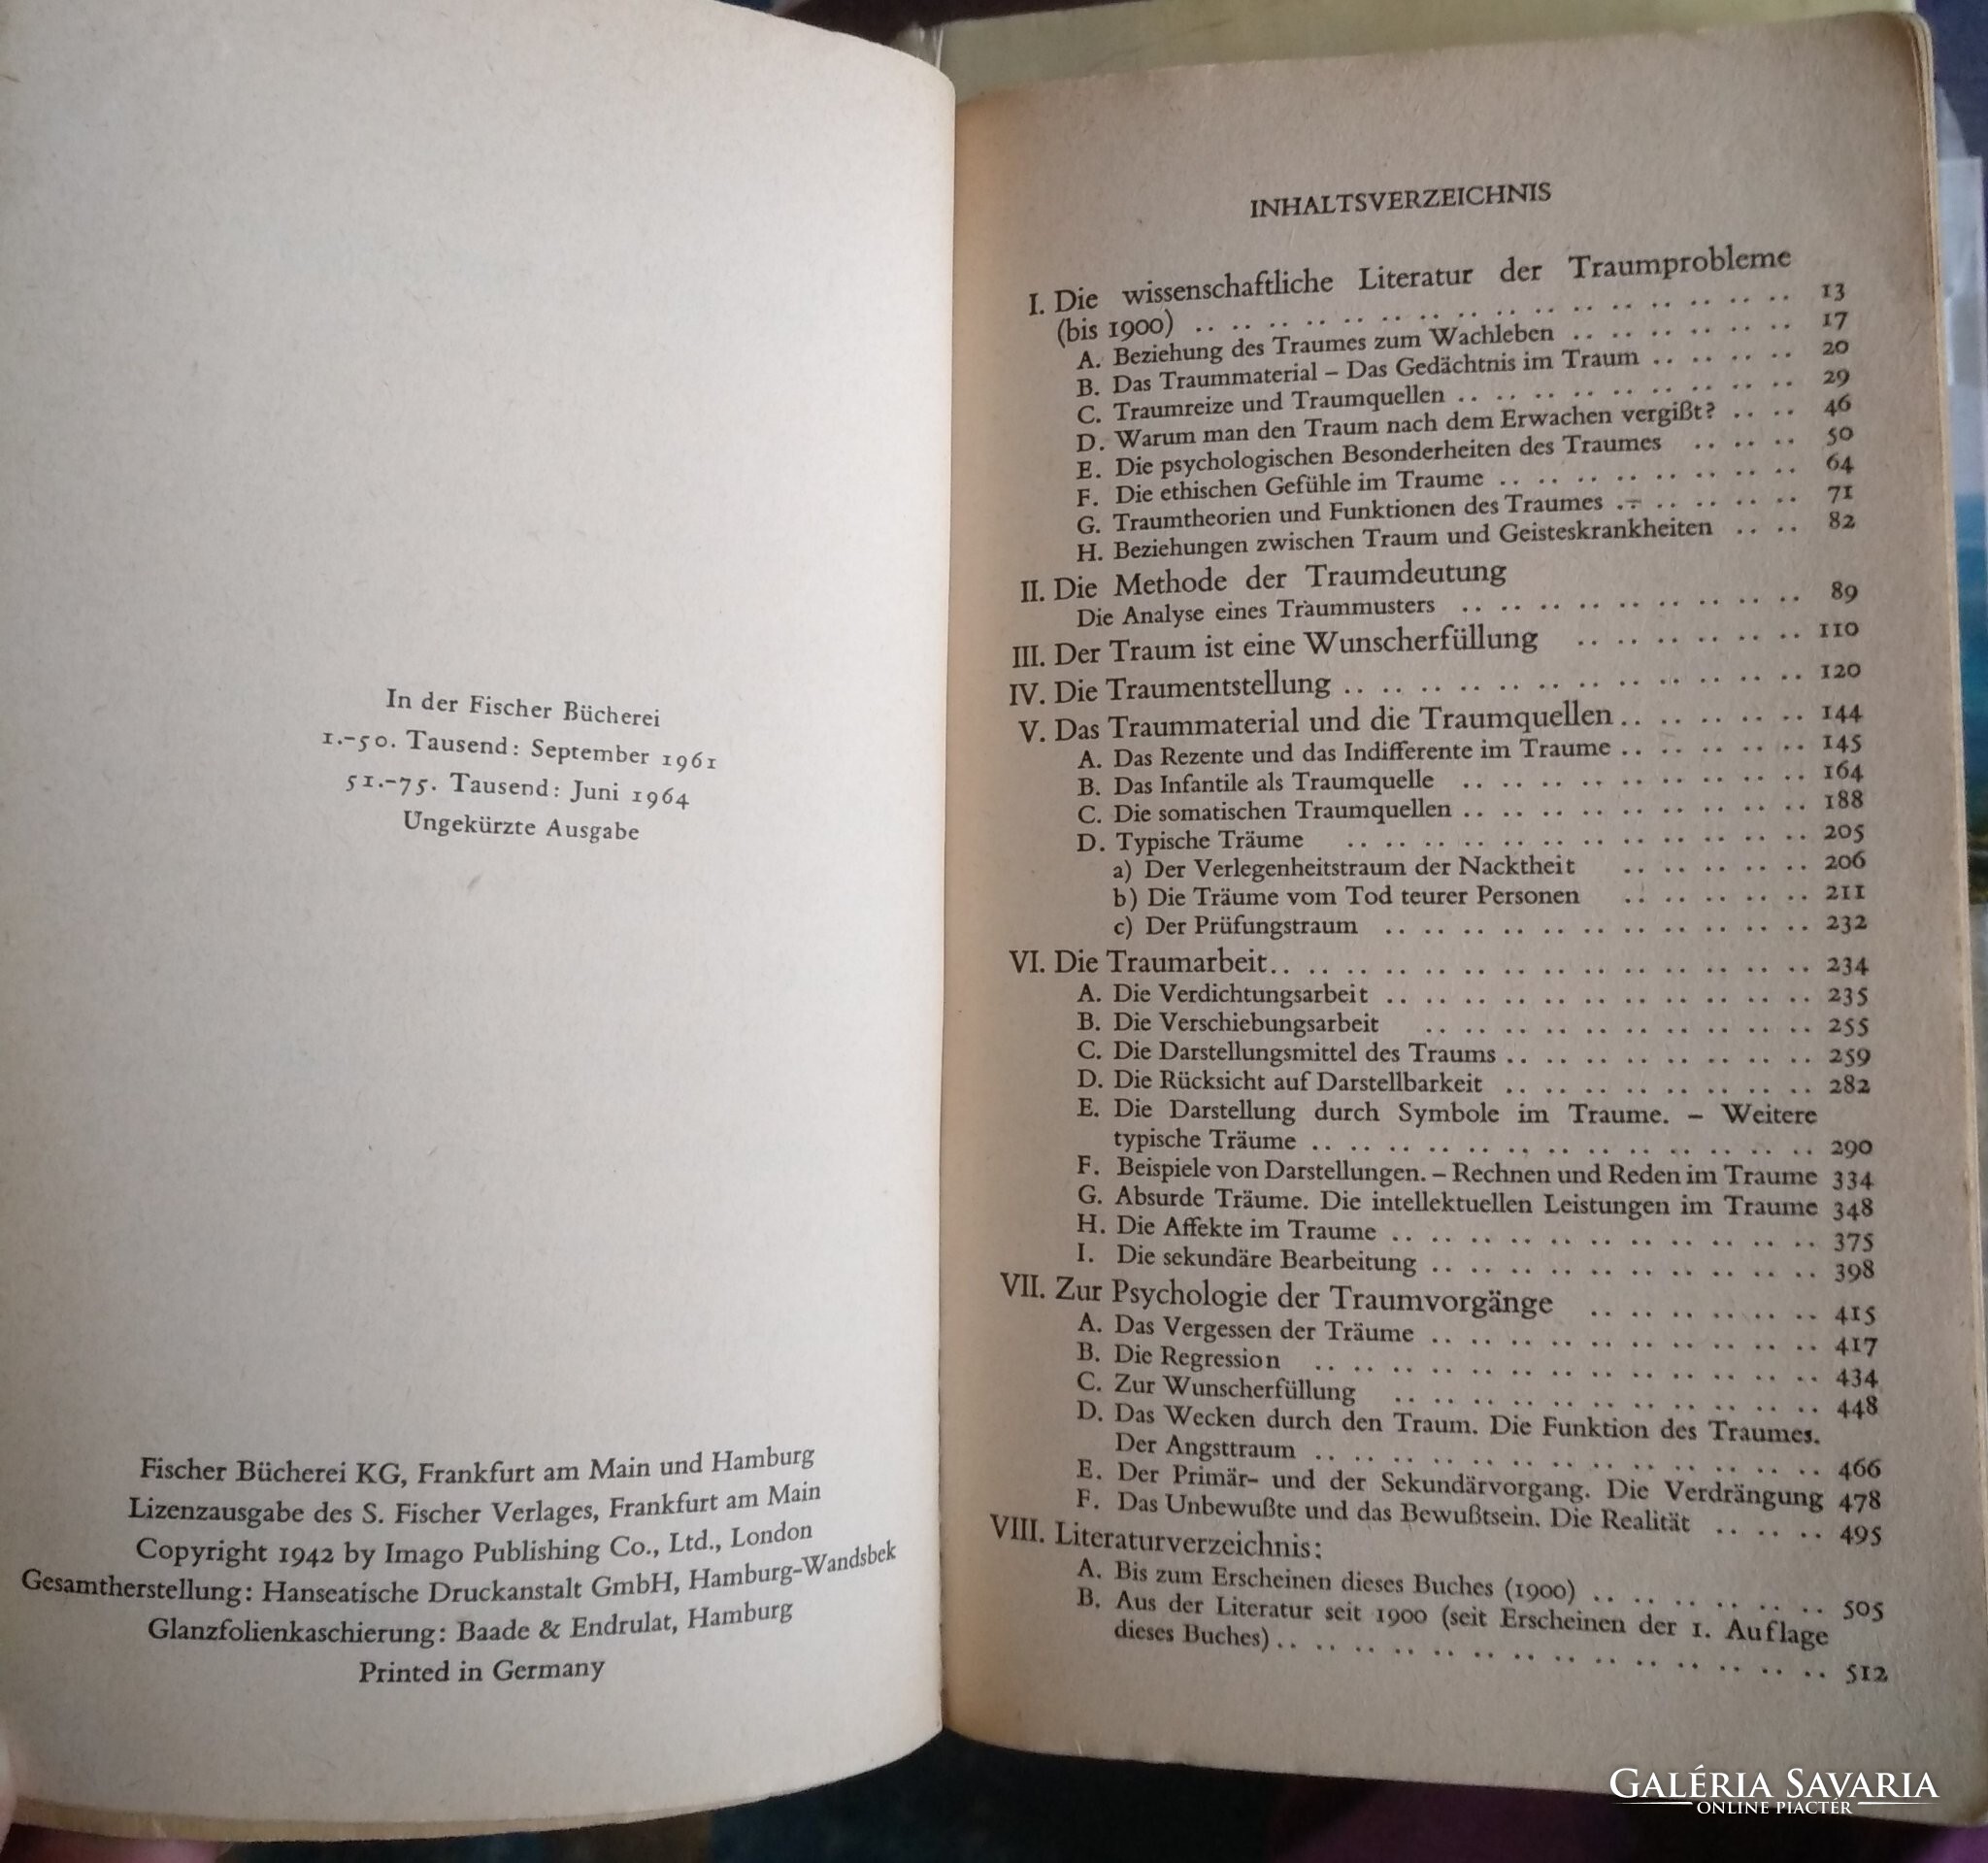 In der Fischer Bücherei
1.-50. Tausend: September 1961
51.-75. Tausend: Juni 1964
Ungekürzte Ausgabe
Fischer Bücherei KG, Frankfurt am Main und Hamburg
Lizenzausgabe des S. Fischer Verlages, Frankfurt am Main
Copyright 1942 by Imago Publishing Co., Ltd., London
Gesamtherstellung: Hanseatische Druckanstalt GmbH, Hamburg-Wandsbek
Glanzfolienkaschierung: Baade & Endrulat, Hamburg
Printed in Germany
INHALTSVERZEICHNIS
I. Die wissenschaftliche Literatur der Traumprobleme
(bis 1900) .. .. .. .. .. .. .. .. .. .. .. .. .. .. .. .. 13
A. Beziehung des Traumes zum Wachleben .. .. .. .. .. .. 17
B. Das Traummaterial – Das Gedächtnis im Traum .. .. .. .. 20
C. Traumreize und Traumquellen .. .. .. .. .. .. .. .. .. 29
D. Warum man den Traum nach dem Erwachen vergißt? .. .. 46
E. Die psychologischen Besonderheiten des Traumes .. .. .. 50
F. Die ethischen Gefühle im Traume .. .. .. .. .. .. .. .. 64
G. Traumtheorien und Funktionen des Traumes .. .. .. .. .. 71
H. Beziehungen zwischen Traum und Geisteskrankheiten .. .. 82
II. Die Methode der Traumdeutung
Die Analyse eines Traummusters .. .. .. .. .. .. .. .. .. 89
III. Der Traum ist eine Wunscherfüllung .. .. .. .. .. .. 110
IV. Die Traumentstellung .. .. .. .. .. .. .. .. .. .. .. .. 120
V. Das Traummaterial und die Traumquellen .. .. .. .. .. 144
A. Das Rezente und das Indifferente im Traume .. .. .. .. .. 145
B. Das Infantile als Traumquelle .. .. .. .. .. .. .. .. .. 164
C. Die somatischen Traumquellen .. .. .. .. .. .. .. .. .. 188
D. Typische Träume .. .. .. .. .. .. .. .. .. .. .. .. 205
a) Der Verlegenheitstraum der Nacktheit .. .. .. .. .. 206
b) Die Träume vom Tod teurer Personen .. .. .. .. .. 211
c) Der Prüfungstraum .. .. .. .. .. .. .. .. .. .. .. 232
VI. Die Traumarbeit .. .. .. .. .. .. .. .. .. .. .. .. .. .. 234
A. Die Verdichtungsarbeit .. .. .. .. .. .. .. .. .. .. .. 235
B. Die Verschiebungsarbeit .. .. .. .. .. .. .. .. .. .. 255
C. Die Darstellungsmittel des Traums .. .. .. .. .. .. .. .. 259
D. Die Rücksicht auf Darstellbarkeit .. .. .. .. .. .. .. .. 282
E. Die Darstellung durch Symbole im Traume. – Weitere
typische Träume .. .. .. .. .. .. .. .. .. .. .. .. .. 290
F. Beispiele von Darstellungen. – Rechnen und Reden im Traume 334
G. Absurde Träume. Die intellektuellen Leistungen im Traume 348
H. Die Affekte im Traume .. .. .. .. .. .. .. .. .. .. .. 375
I. Die sekundäre Bearbeitung .. .. .. .. .. .. .. .. .. .. 398
VII. Zur Psychologie der Traumvorgänge .. .. .. .. .. .. 415
A. Das Vergessen der Träume .. .. .. .. .. .. .. .. .. .. 417
B. Die Regression .. .. .. .. .. .. .. .. .. .. .. .. .. 434
C. Zur Wunscherfüllung .. .. .. .. .. .. .. .. .. .. .. 448
D. Das Wecken durch den Traum. Die Funktion des Traumes.
Der Angsttraum .. .. .. .. .. .. .. .. .. .. .. .. .. 466
E. Der Primär- und der Sekundärvorgang. Die Verdrängung 478
F. Das Unbewußte und das Bewußtsein. Die Realität .. .. .. 495
VIII. Literaturverzeichnis:
A. Bis zum Erscheinen dieses Buches (1900) .. .. .. .. .. .. 505
B. Aus der Literatur seit 1900 (seit Erscheinen der 1. Auflage
dieses Buches) .. .. .. .. .. .. .. .. .. .. .. .. .. .. 512
GALÉRIA SAVARIA
ONLINE PIACTÉR